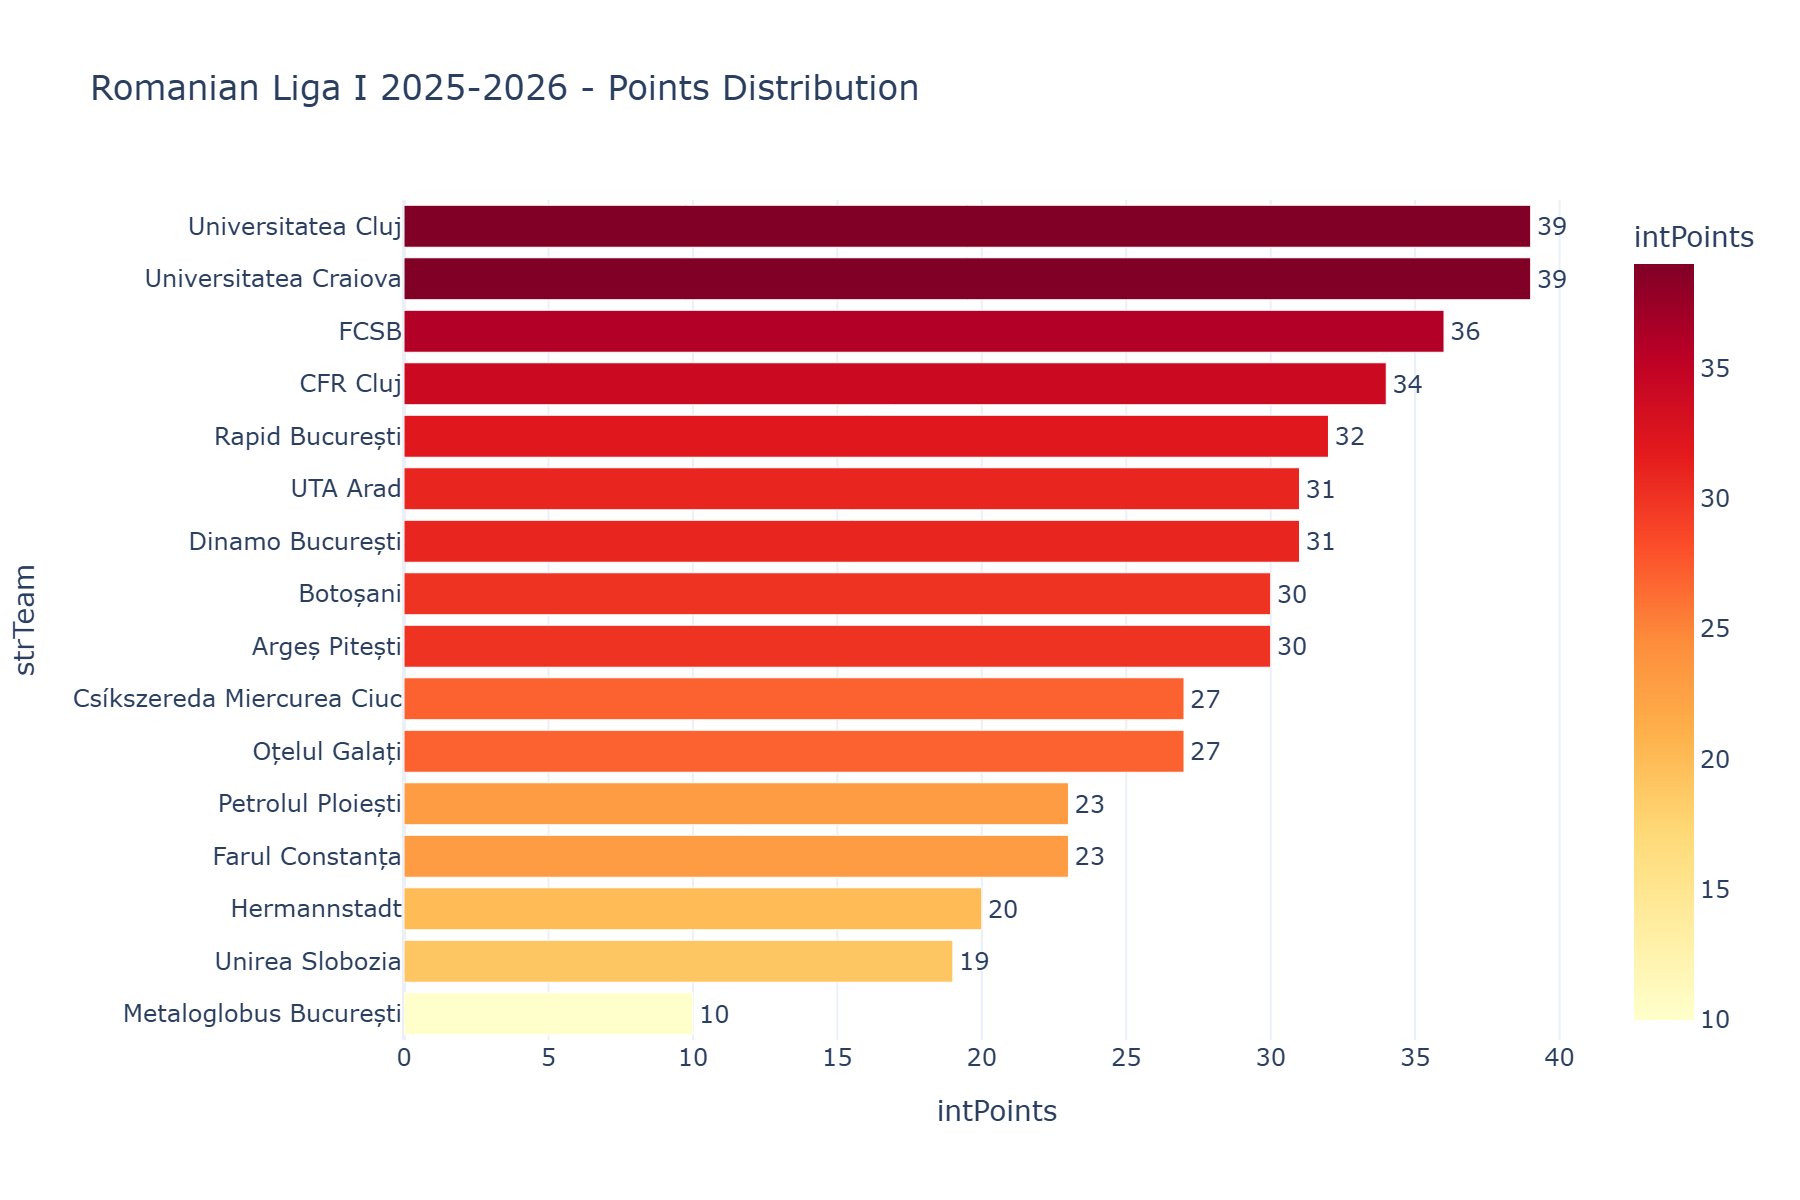 Romanian Liga I 2025-2026 - Points Distribution
Universitatea Cluj 39
Universitatea Craiova 39
FCSB 36
CFR Cluj 34
Rapid București 32
UTA Arad 31
Dinamo București 31
Botoșani 30
Argeș Pitești 30
Csíkszereda Miercurea Ciuc 27
Oțelul Galați 27
Petrolul Ploiești 23
Farul Constanța 23
Hermannstadt 20
Unirea Slobozia 19
Metaloglobus București 10
strTeam
0 5 10 15 20 25 30 35 40
intPoints
intPoints
35
30
25
20
15
10